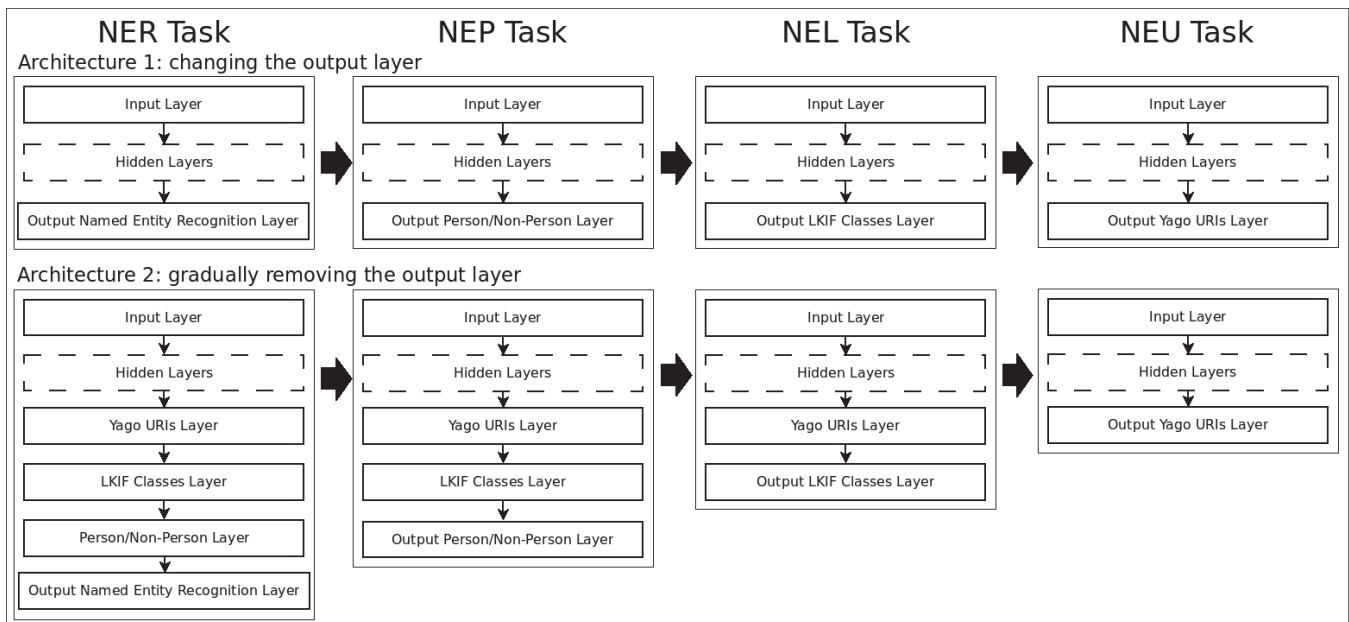 NER Task
NEP Task
NEL Task
NEU Task
Architecture 1: changing the output layer
Input Layer
Hidden Layers
Output Named Entity Recognition Layer
Input Layer
Hidden Layers
Output Person/Non-Person Layer
Input Layer
Hidden Layers
Output LKIF Classes Layer
Input Layer
Hidden Layers
Output Yago URIs Layer
Architecture 2: gradually removing the output layer
Input Layer
Hidden Layers
Yago URIs Layer
LKIF Classes Layer
Person/Non-Person Layer
Output Named Entity Recognition Layer
Input Layer
Hidden Layers
Yago URIs Layer
LKIF Classes Layer
Output Person/Non-Person Layer
Input Layer
Hidden Layers
Yago URIs Layer
Output LKIF Classes Layer
Input Layer
Hidden Layers
Output Yago URIs Layer